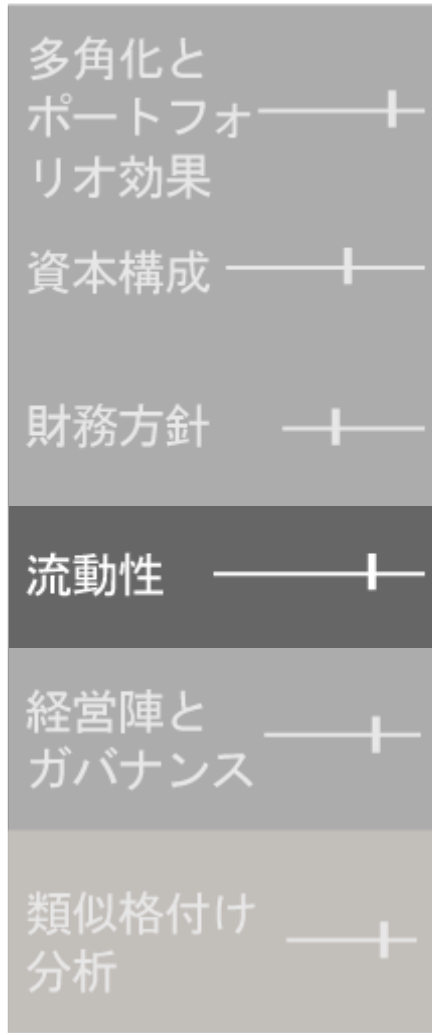 多角化と
ポートフォ
リオ効果
資本構成
財務方針
流動性
経営陣と
ガバナンス
類似格付け
分析